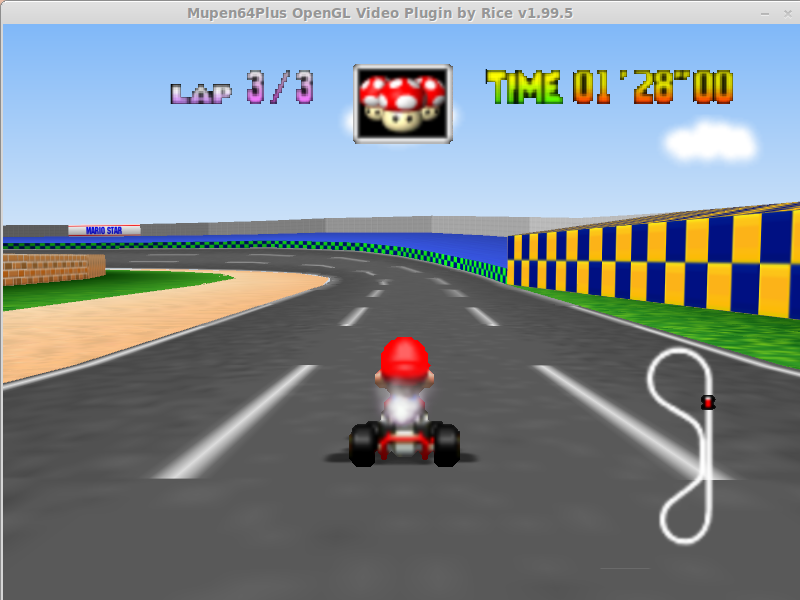 Mupen64Plus OpenGL Video Plugin by Rice v1.99.5
LAP 3/3
TIME 01'28"00
MARIO STAR